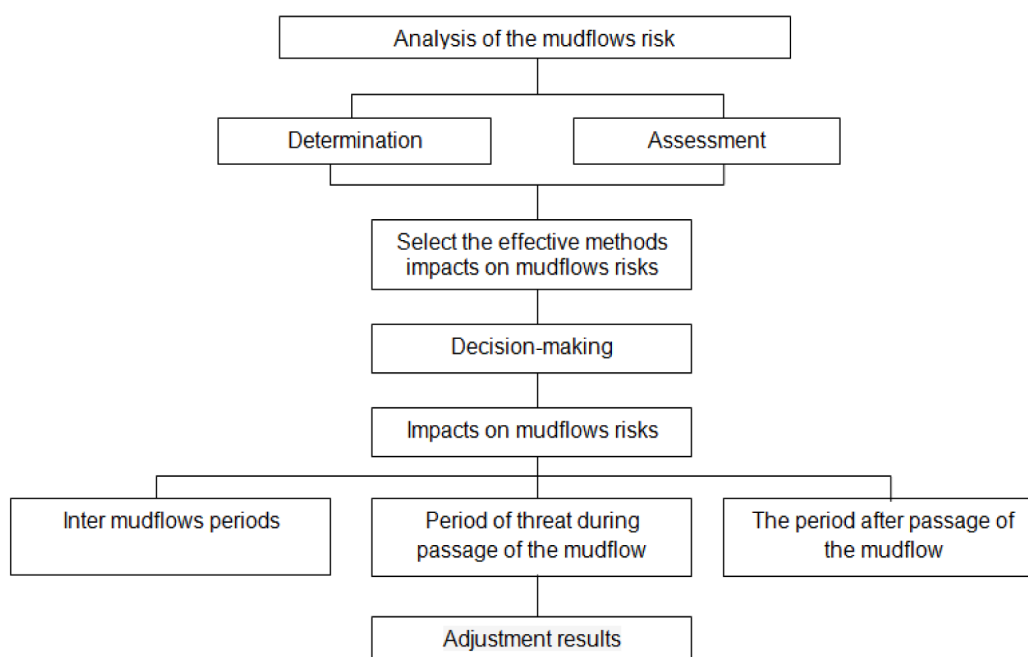 Analysis of the mudflows risk
Determination
Assessment
Select the effective methods
impacts on mudflows risks
Decision-making
Impacts on mudflows risks
Inter mudflows periods
Period of threat during
passage of the mudflow
The period after passage of
the mudflow
Adjustment results